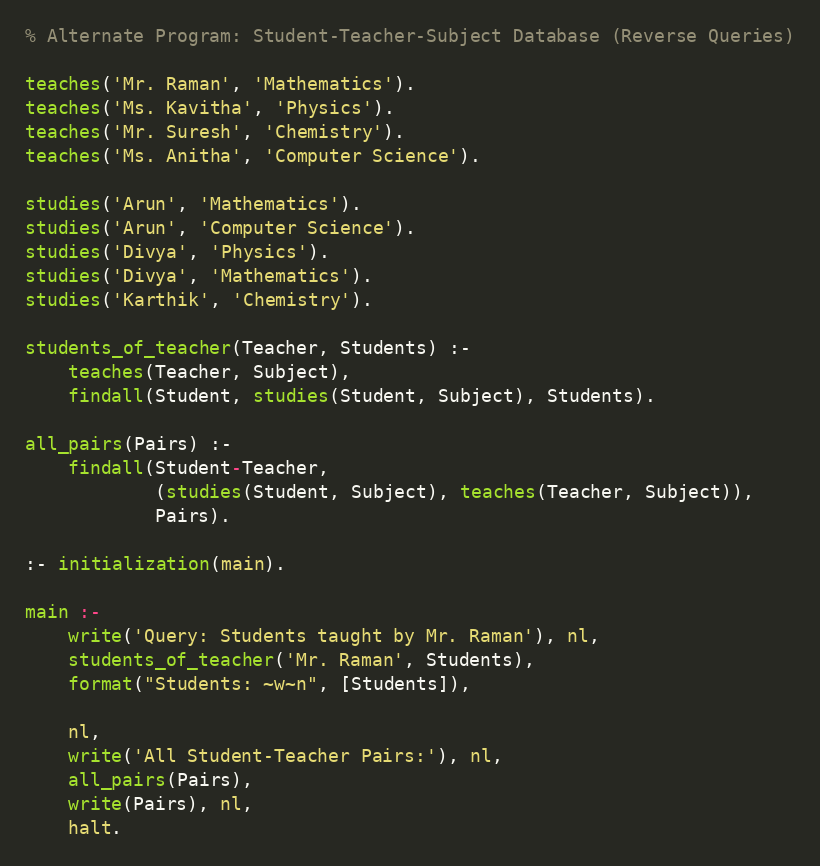 % Alternate Program: Student-Teacher-Subject Database (Reverse Queries)

teaches('Mr. Raman', 'Mathematics').
teaches('Ms. Kavitha', 'Physics').
teaches('Mr. Suresh', 'Chemistry').
teaches('Ms. Anitha', 'Computer Science').

studies('Arun', 'Mathematics').
studies('Arun', 'Computer Science').
studies('Divya', 'Physics').
studies('Divya', 'Mathematics').
studies('Karthik', 'Chemistry').

students_of_teacher(Teacher, Students) :-
    teaches(Teacher, Subject),
    findall(Student, studies(Student, Subject), Students).

all_pairs(Pairs) :-
    findall(Student-Teacher,
            (studies(Student, Subject), teaches(Teacher, Subject)),
            Pairs).

:- initialization(main).

main :-
    write('Query: Students taught by Mr. Raman'), nl,
    students_of_teacher('Mr. Raman', Students),
    format("Students: ~w~n", [Students]),

    nl,
    write('All Student-Teacher Pairs:'), nl,
    all_pairs(Pairs),
    write(Pairs), nl,
    halt.